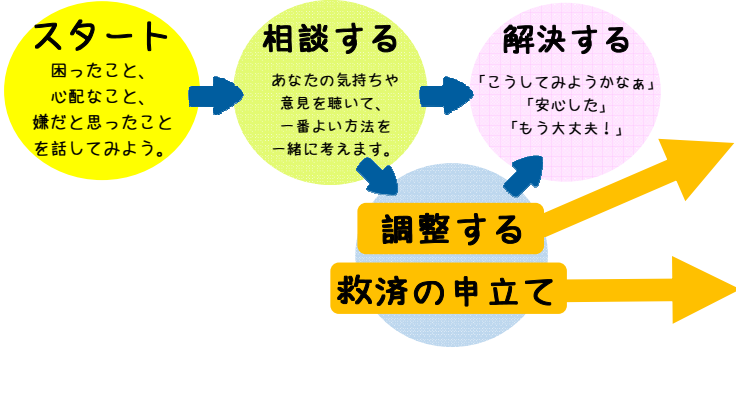 スタート
困ったこと、
心配なこと、
嫌だと思ったこと
を話してみよう。
相談する
あなたの気持ちや
意見を聴いて、
一番よい方法を
一緒に考えます。
解決する
「こうしてみようかなぁ」
「安心した」
「もう大丈夫！」
調整する
救済の申立て